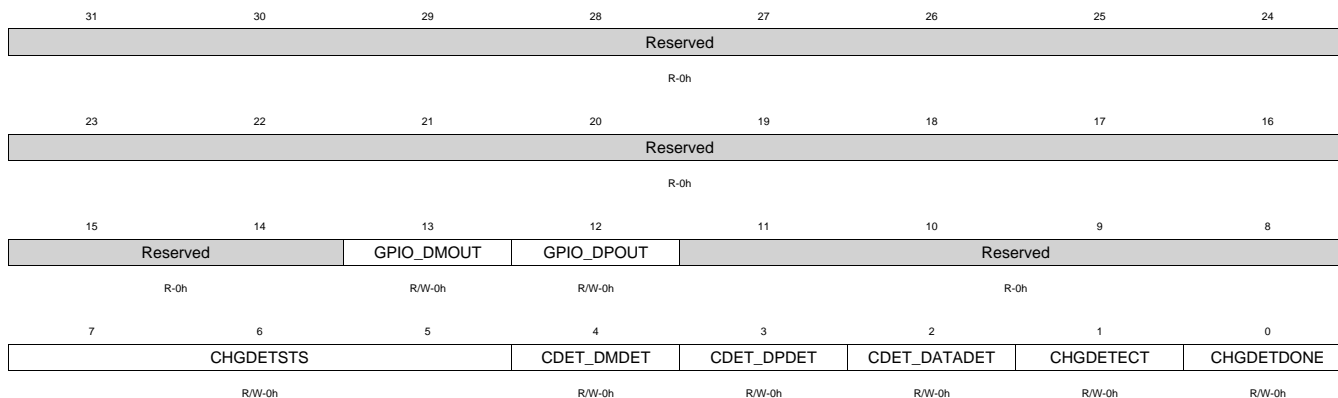 31 30 29 28 27 26 25 24
Reserved
R-0h
23 22 21 20 19 18 17 16
Reserved
R-0h
15 14 13 12 11 10 9 8
Reserved GPIO_DMOUT GPIO_DPOUT Reserved
R-0h R/W-0h R/W-0h R-0h
7 6 5 4 3 2 1 0
CHGDETSTS CDET_DMDET CDET_DPDET CDET_DATADET CHGDETECT CHGDETDONE
R/W-0h R/W-0h R/W-0h R/W-0h R/W-0h R/W-0h